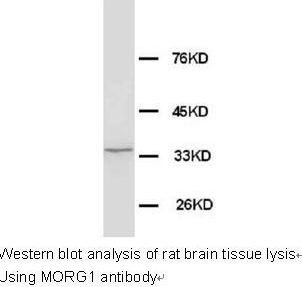 76KD
45KD
33KD
26KD
Western blot analysis of rat brain tissue lysis↵
Using MORG1 antibody↵